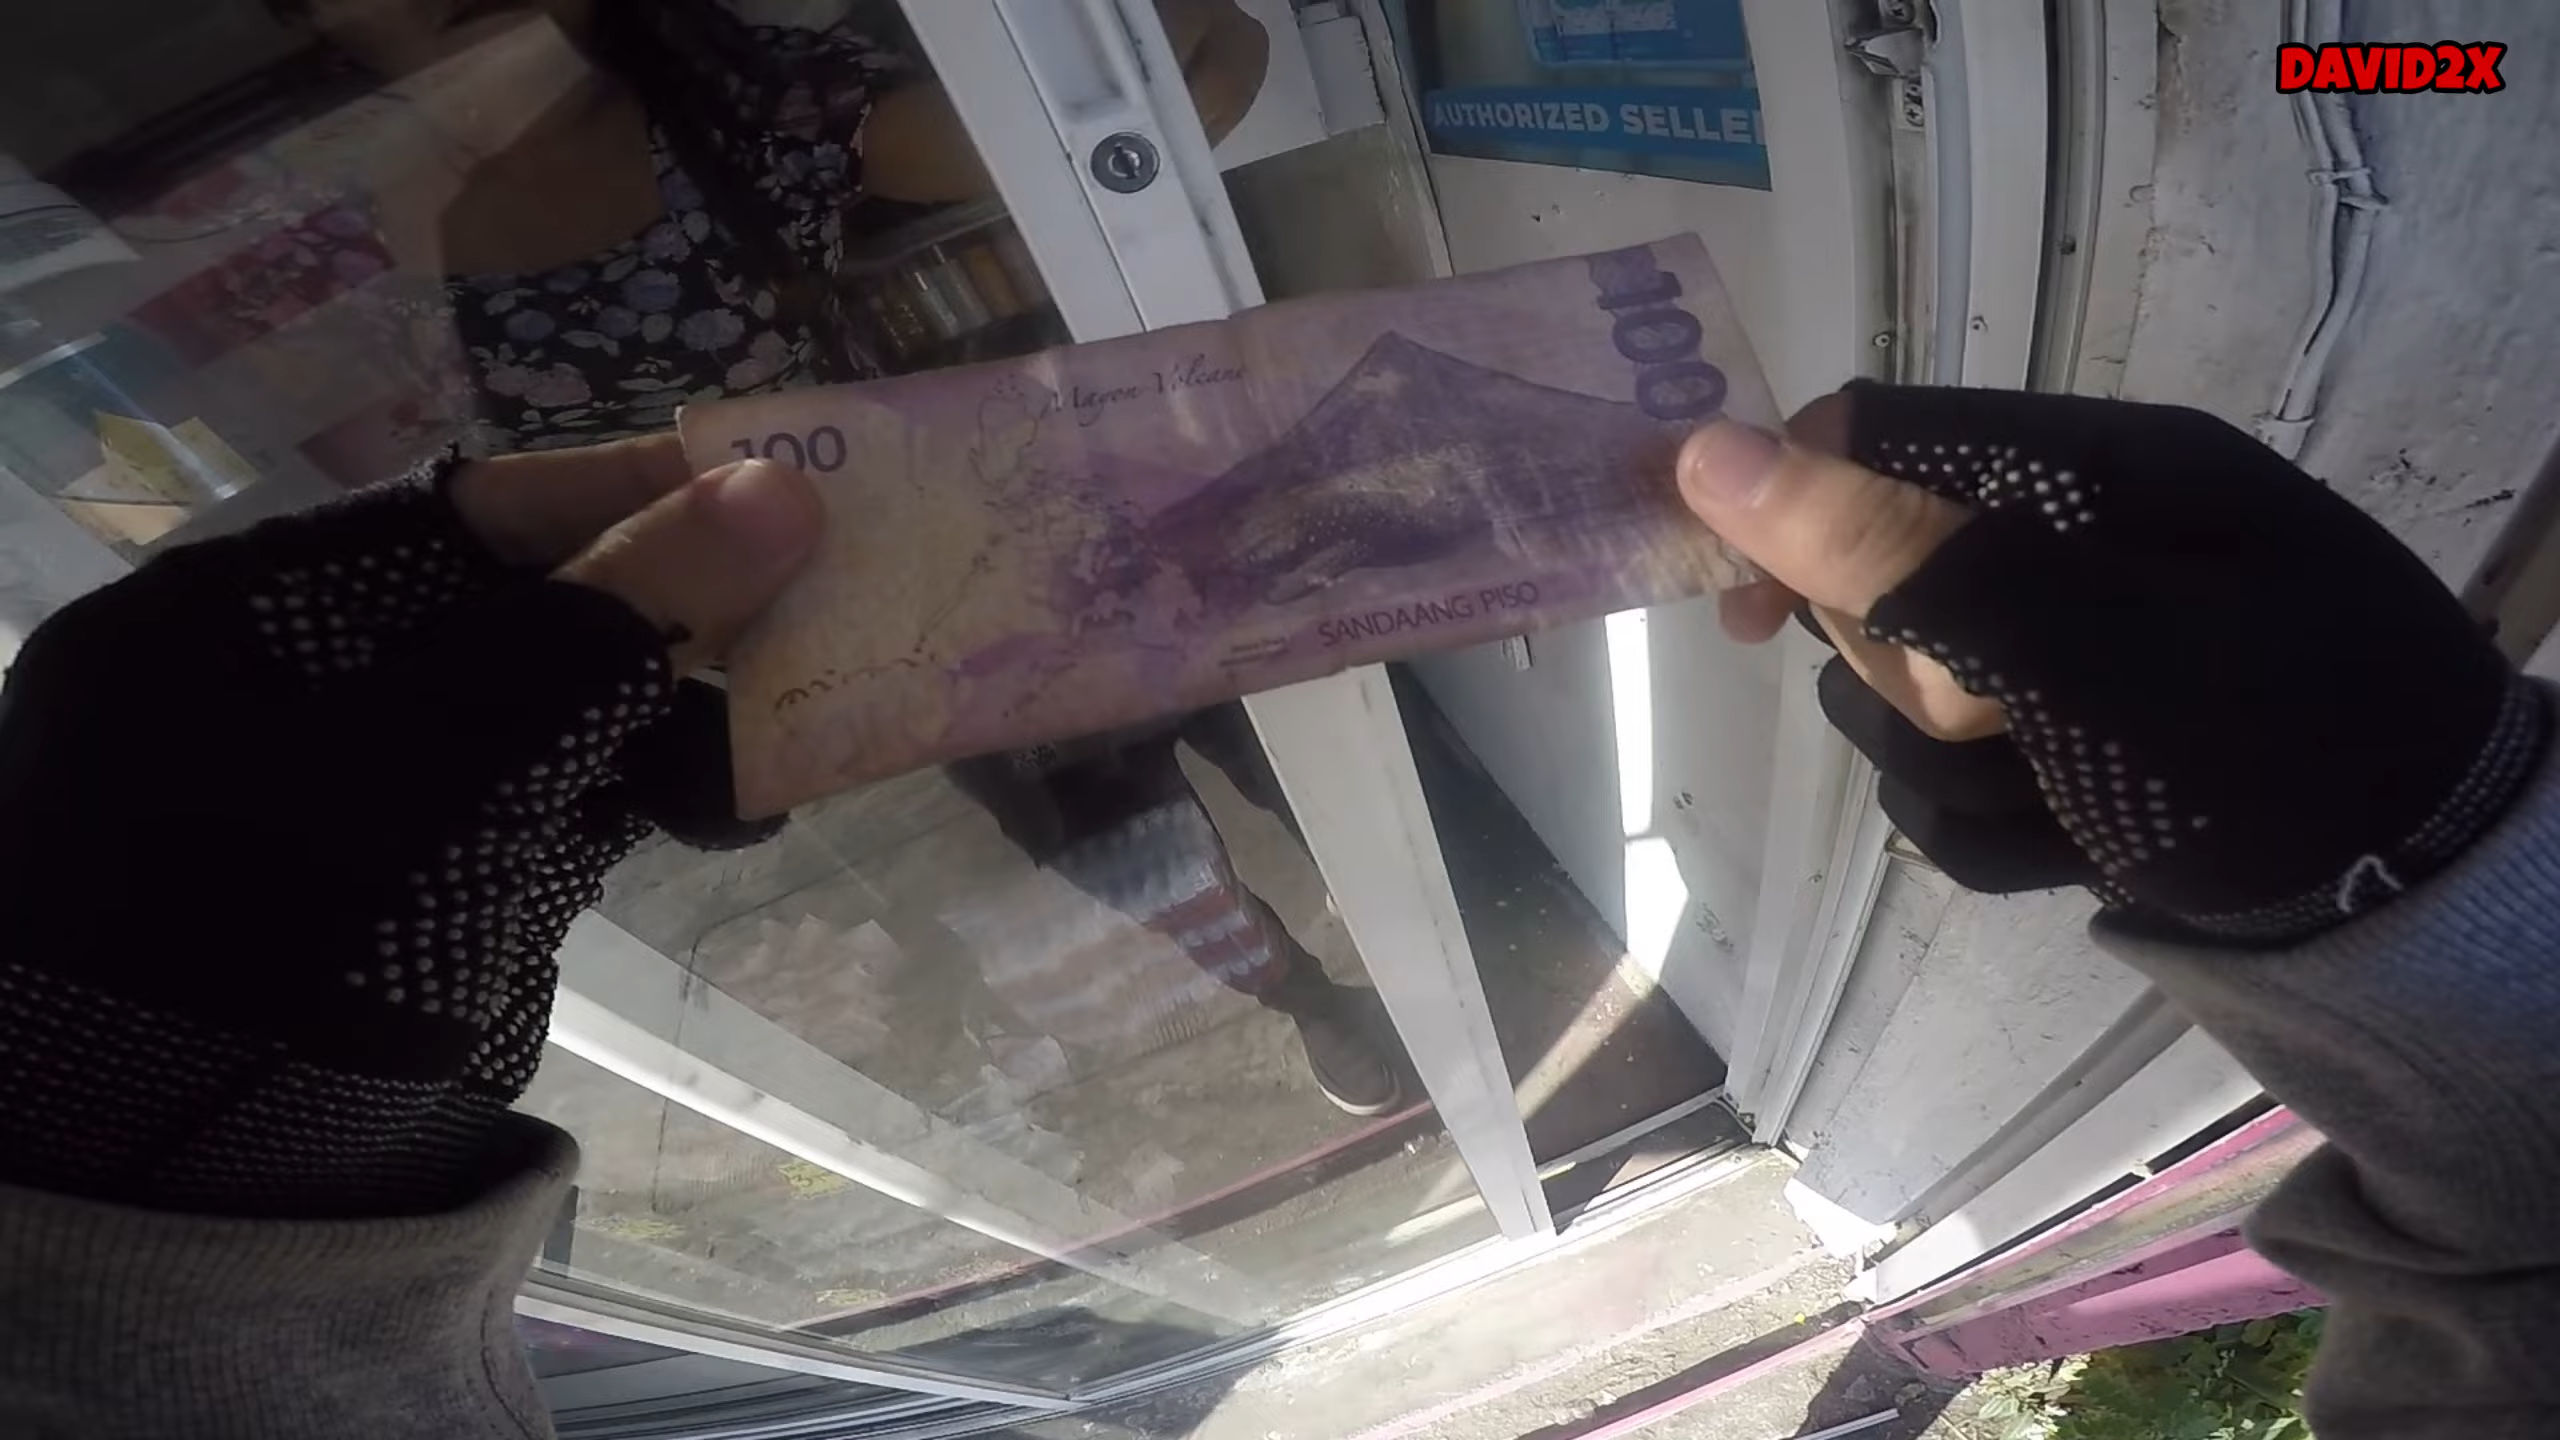 DAVID2X
AUTHORIZED SELLE
100
Mayon Volcano
100
SANDAANG PISO